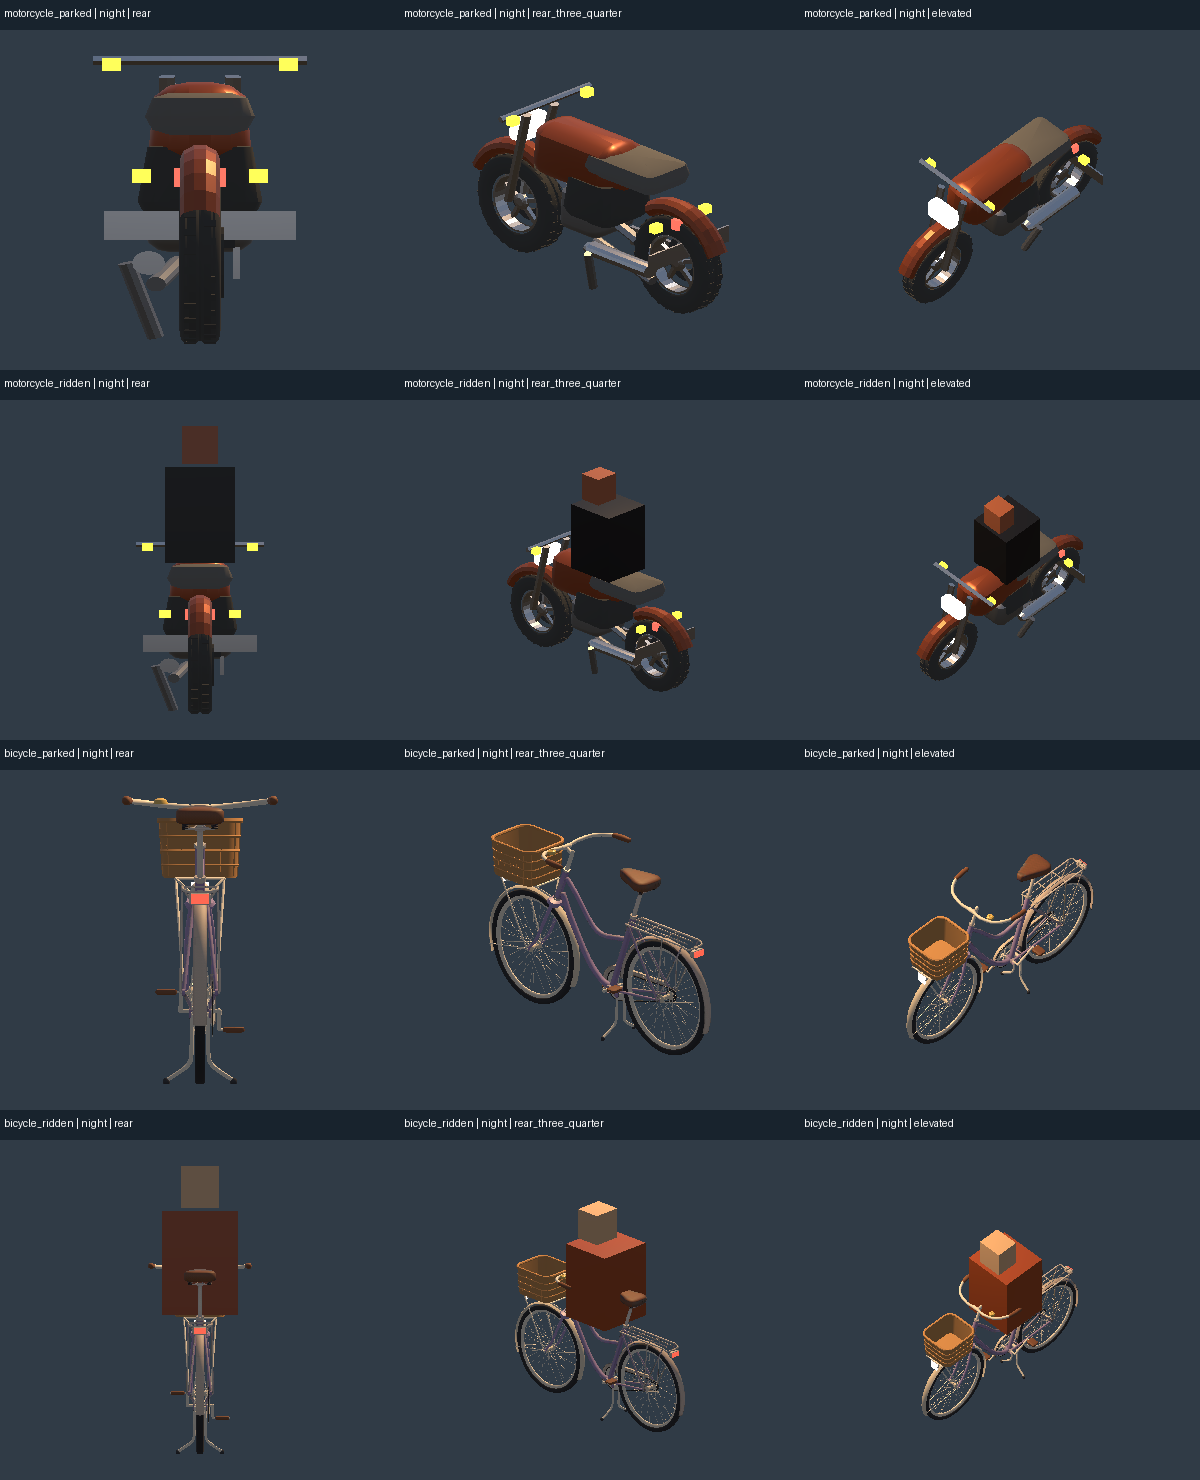 motorcycle_parked | night | rear
motorcycle_parked | night | rear_three_quarter
motorcycle_parked | night | elevated
motorcycle_ridden | night | rear
motorcycle_ridden | night | rear_three_quarter
motorcycle_ridden | night | elevated
bicycle_parked | night | rear
bicycle_parked | night | rear_three_quarter
bicycle_parked | night | elevated
bicycle_ridden | night | rear
bicycle_ridden | night | rear_three_quarter
bicycle_ridden | night | elevated